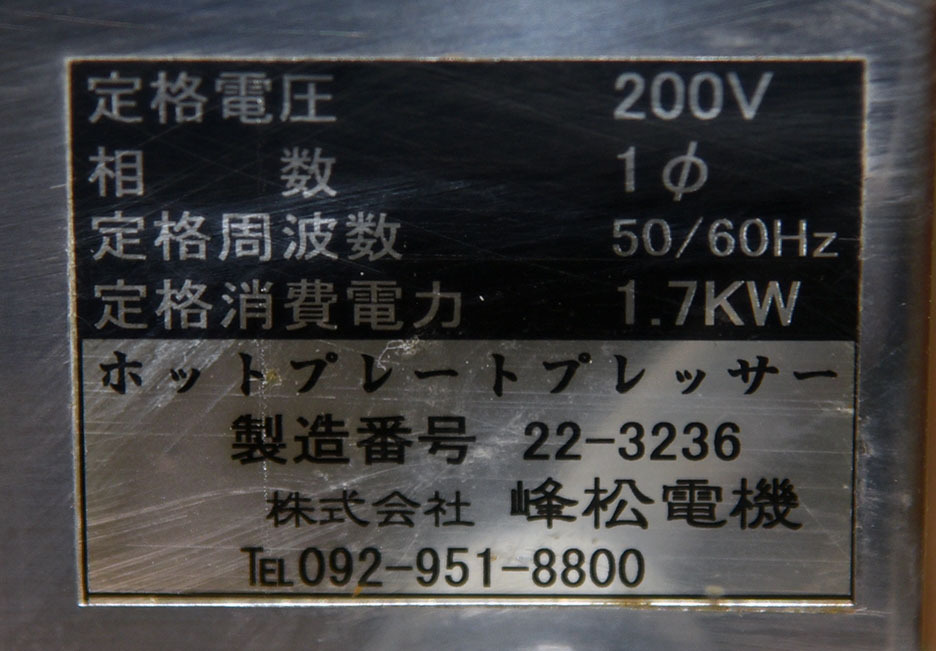 定格電圧 200V
相数 1φ
定格周波数 50/60Hz
定格消費電力 1.7KW
ホットプレートプレッサー
製造番号 22-3236
株式会社 峰松電機
TEL092-951-8800